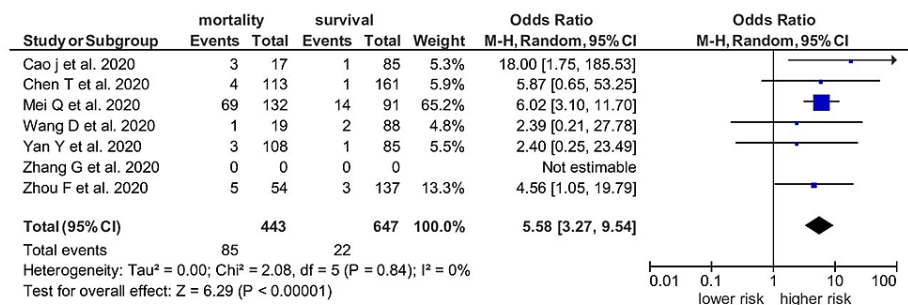 mortality survival Odds Ratio Odds Ratio
Study or Subgroup Events Total Events Total Weight M-H, Random, 95% CI M-H, Random, 95% CI
Cao j et al. 2020 3 17 1 85 5.3% 18.00 [1.75, 185.53]
Chen T et al. 2020 4 113 1 161 5.9% 5.87 [0.65, 53.25]
Mei Q et al. 2020 69 132 14 91 65.2% 6.02 [3.10, 11.70]
Wang D et al. 2020 1 19 2 88 4.8% 2.39 [0.21, 27.78]
Yan Y et al. 2020 3 108 1 85 5.5% 2.40 [0.25, 23.49]
Zhang G et al. 2020 0 0 0 0 Not estimable
Zhou F et al. 2020 5 54 3 137 13.3% 4.56 [1.05, 19.79]
Total (95% CI) 443 647 100.0% 5.58 [3.27, 9.54]
Total events 85 22
Heterogeneity: Tau² = 0.00; Chi² = 2.08, df = 5 (P = 0.84); I² = 0%
Test for overall effect: Z = 6.29 (P < 0.00001)
0.01 0.1 1 10 100
lower risk higher risk